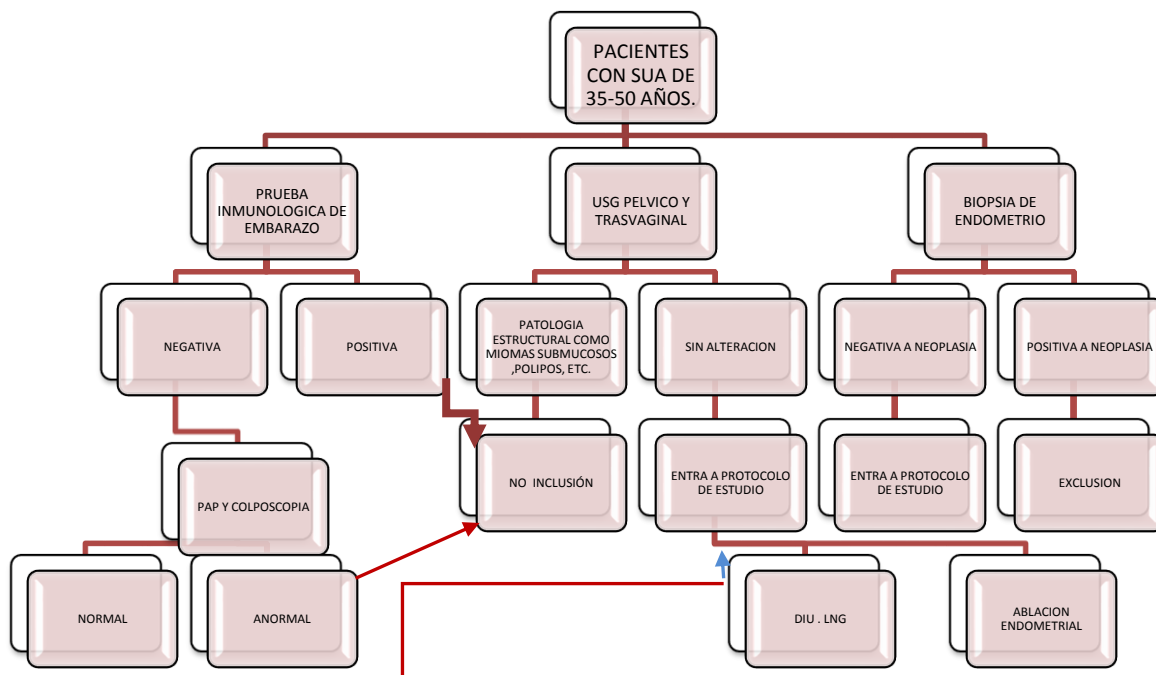 PACIENTES
CON SUA DE
35-50 AÑOS.
PRUEBA
INMUNOLOGICA DE
EMBARAZO
USG PELVICO Y
TRASVAGINAL
BIOPSIA DE
ENDOMETRIO
NEGATIVA
POSITIVA
PATOLOGIA
ESTRUCTURAL COMO
MIOMAS SUBMUCOSOS
,POLIPOS, ETC.
SIN ALTERACION
NEGATIVA A NEOPLASIA
POSITIVA A NEOPLASIA
PAP Y COLPOSCOPIA
NO INCLUSIÓN
ENTRA A PROTOCOLO
DE ESTUDIO
ENTRA A PROTOCOLO
DE ESTUDIO
EXCLUSION
NORMAL
ANORMAL
DIU . LNG
ABLACION
ENDOMETRIAL